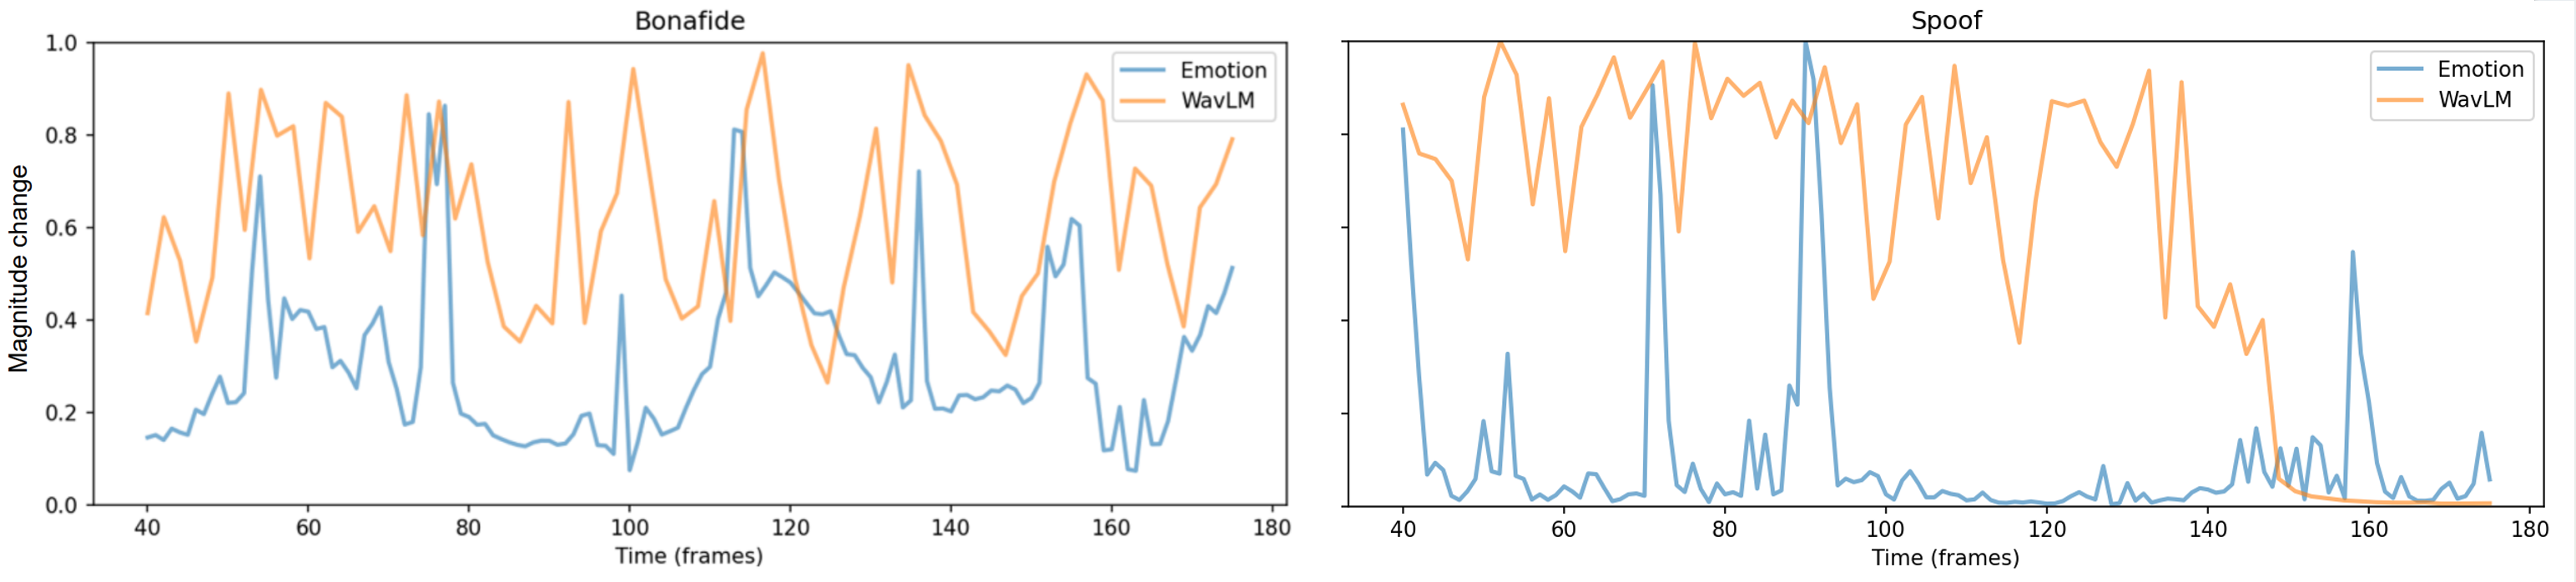 Bonafide
Magnitude change
1.0
0.8
0.6
0.4
0.2
0.0
Emotion
WavLM
40 60 80 100 120 140 160 180
Time (frames)
Spoof
Emotion
WavLM
40 60 80 100 120 140 160 180
Time (frames)